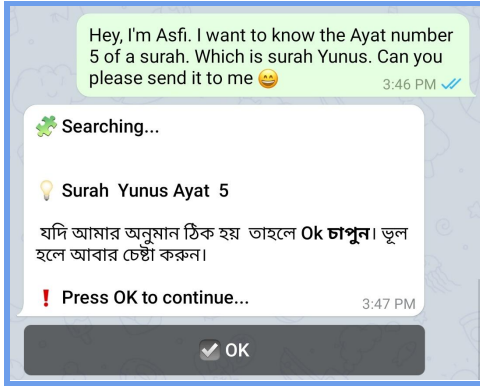 Hey, I'm Asfi. I want to know the Ayat number
5 of a surah. Which is surah Yunus. Can you
please send it to me 😄
3:46 PM
🧩 Searching...
💡 Surah Yunus Ayat 5
যদি আমার অনুমান ঠিক হয় তাহলে Ok চাপুন। ভূল
হলে আবার চেষ্টা করুন।
❗ Press OK to continue...
3:47 PM
☑ OK